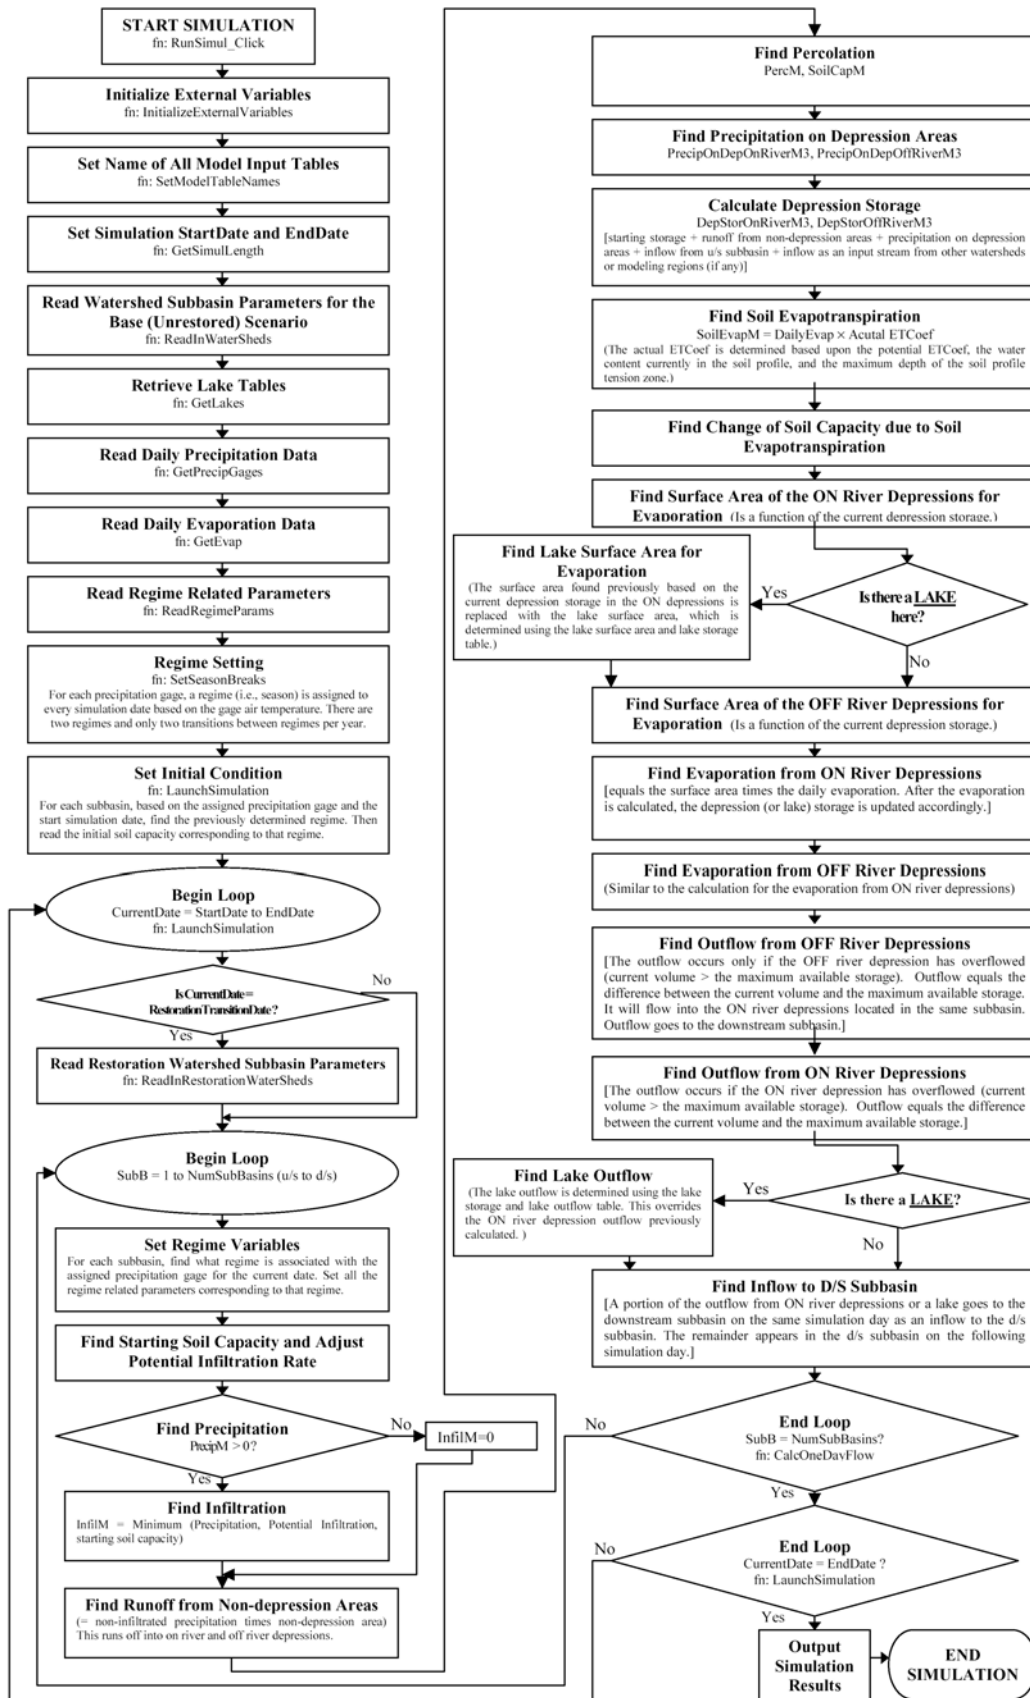 START SIMULATION
fn: RunSimul_Click
Initialize External Variables
fn: InitializeExternalVariables
Set Name of All Model Input Tables
fn: SetModelTableNames
Set Simulation StartDate and EndDate
fn: GetSimulLength
Read Watershed Subbasin Parameters for the
Base (Unrestored) Scenario
fn: ReadInWaterSheds
Retrieve Lake Tables
fn: GetLakes
Read Daily Precipitation Data
fn: GetPrecipGages
Read Daily Evaporation Data
fn: GetEvap
Read Regime Related Parameters
fn: ReadRegimeParams
Regime Setting
fn: SetSeasonBreaks
For each precipitation gage, a regime (i.e., season) is assigned to
every simulation date based on the gage air temperature. There are
two regimes and only two transitions between regimes per year.
Set Initial Condition
fn: LaunchSimulation
For each subbasin, based on the assigned precipitation gage and the
start simulation date, find the previously determined regime. Then
read the initial soil capacity corresponding to that regime.
Begin Loop
CurrentDate = StartDate to EndDate
fn: LaunchSimulation
Is CurrentDate =
RestorationTransitionDate?
No
Yes
Read Restoration Watershed Subbasin Parameters
fn: ReadInRestorationWaterSheds
Begin Loop
SubB = 1 to NumSubBasins (u/s to d/s)
Set Regime Variables
For each subbasin, find what regime is associated with the
assigned precipitation gage for the current date. Set all the
regime related parameters corresponding to that regime.
Find Starting Soil Capacity and Adjust
Potential Infiltration Rate
Find Precipitation
PrecipM > 0?
No
InfilM=0
Yes
Find Infiltration
InfilM = Minimum (Precipitation, Potential Infiltration,
starting soil capacity)
Find Runoff from Non-depression Areas
(= non-infiltrated precipitation times non-depression area)
This runs off into on river and off river depressions.
Find Percolation
PercM, SoilCapM
Find Precipitation on Depression Areas
PrecipOnDepOnRiverM3, PrecipOnDepOffRiverM3
Calculate Depression Storage
DepStorOnRiverM3, DepStorOffRiverM3
[starting storage + runoff from non-depression areas + precipitation on depression
areas + inflow from u/s subbasin + inflow as an input stream from other watersheds
or modeling regions (if any)]
Find Soil Evapotranspiration
SoilEvapM = DailyEvap × Acutal ETCoef
(The actual ETCoef is determined based upon the potential ETCoef, the water
content currently in the soil profile, and the maximum depth of the soil profile
tension zone.)
Find Change of Soil Capacity due to Soil
Evapotranspiration
Find Surface Area of the ON River Depressions for
Evaporation (Is a function of the current depression storage.)
Find Lake Surface Area for
Evaporation
(The surface area found previously based on the
current depression storage in the ON depressions is
replaced with the lake surface area, which is
determined using the lake surface area and lake storage
table.)
Yes
Is there a LAKE
here?
No
Find Surface Area of the OFF River Depressions for
Evaporation (Is a function of the current depression storage.)
Find Evaporation from ON River Depressions
[equals the surface area times the daily evaporation. After the
evaporation is calculated, the depression (or lake) storage is updated accordingly.]
Find Evaporation from OFF River Depressions
(Similar to the calculation for the evaporation from ON river depressions)
Find Outflow from OFF River Depressions
[The outflow occurs only if the OFF river depression has overflowed
(current volume > the maximum available storage). Outflow equals the
difference between the current volume and the maximum available storage.
It will flow into the ON river depressions located in the same subbasin.
Outflow goes to the downstream subbasin.]
Find Outflow from ON River Depressions
[The outflow occurs if the ON river depression has overflowed (current
volume > the maximum available storage). Outflow equals the difference
between the current volume and the maximum available storage.]
Find Lake Outflow
(The lake outflow is determined using the lake
storage and lake outflow table. This overrides
the ON river depression outflow previously
calculated. )
Yes
Is there a LAKE?
No
Find Inflow to D/S Subbasin
[A portion of the outflow from ON river depressions or a lake goes to the
downstream subbasin on the same simulation day as an inflow to the d/s
subbasin. The remainder appears in the d/s subbasin on the following
simulation day.]
No
End Loop
SubB = NumSubBasins?
fn: CalcOneDayFlow
Yes
No
End Loop
CurrentDate = EndDate ?
fn: LaunchSimulation
Yes
Output
Simulation
Results
END
SIMULATION